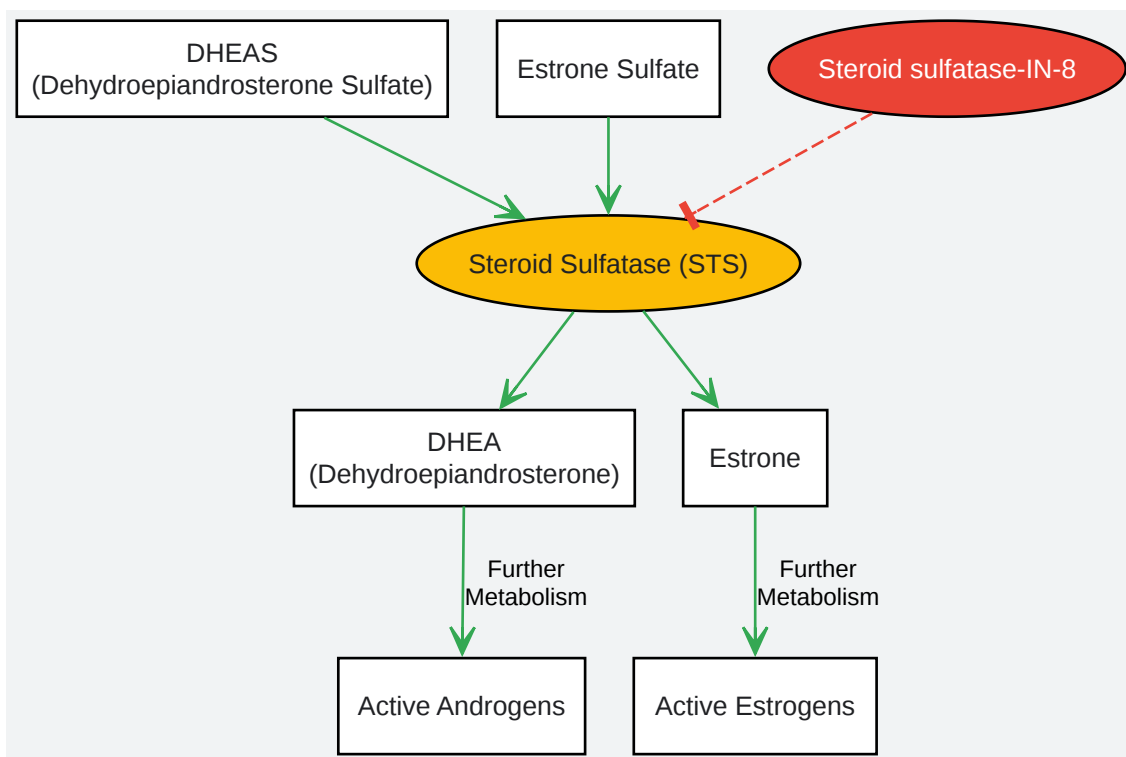 DHEAS
(Dehydroepiandrosterone Sulfate)
Estrone Sulfate
Steroid sulfatase-IN-8
Steroid Sulfatase (STS)
DHEA
(Dehydroepiandrosterone)
Estrone
Further
Metabolism
Further
Metabolism
Active Androgens
Active Estrogens